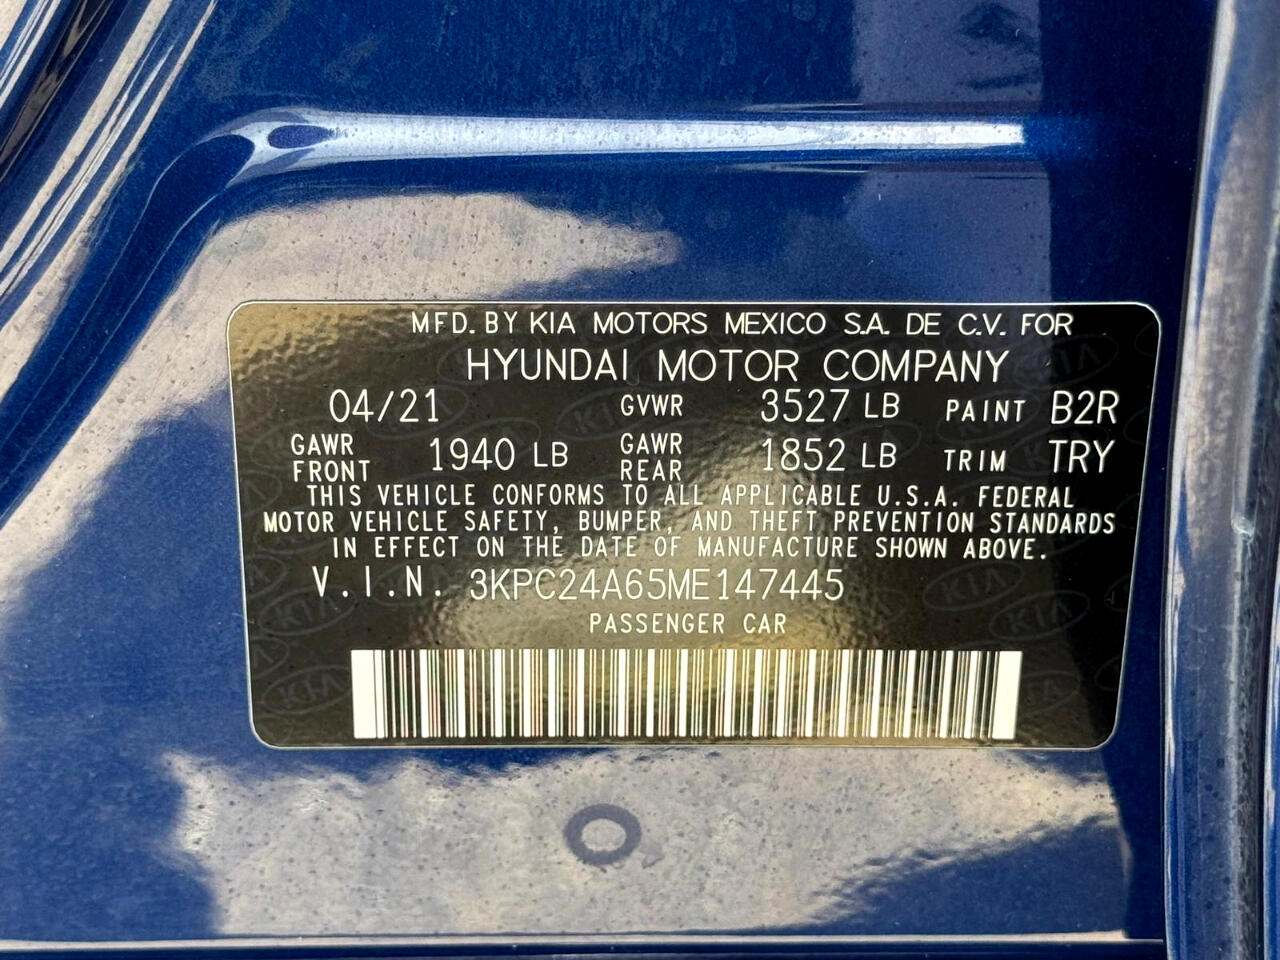 MFD. BY KIA MOTORS MEXICO S.A. DE C.V. FOR
HYUNDAI MOTOR COMPANY
04/21 GVWR 3527 LB PAINT B2R
GAWR FRONT 1940 LB GAWR REAR 1852 LB TRIM TRY
THIS VEHICLE CONFORMS TO ALL APPLICABLE U.S.A. FEDERAL
MOTOR VEHICLE SAFETY, BUMPER, AND THEFT PREVENTION STANDARDS
IN EFFECT ON THE DATE OF MANUFACTURE SHOWN ABOVE.
V.I.N. 3KPC24A65ME147445
PASSENGER CAR